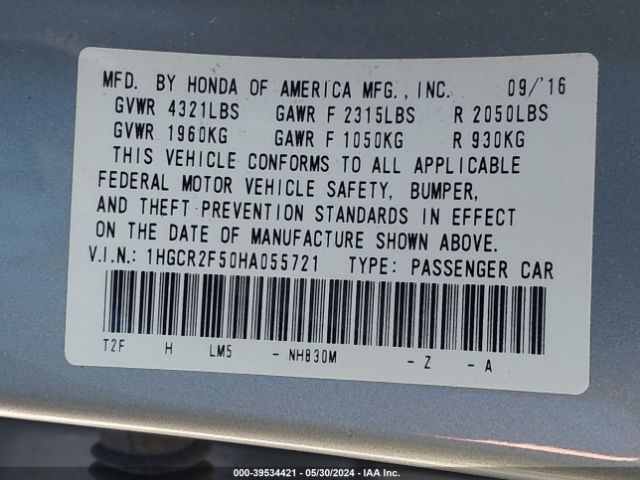 MFD. BY HONDA OF AMERICA MFG., INC. 09/'16
GVWR 4321LBS GAWR F 2315LBS R 2050LBS
GVWR 1960KG GAWR F 1050KG R 930KG
THIS VEHICLE CONFORMS TO ALL APPLICABLE
FEDERAL MOTOR VEHICLE SAFETY, BUMPER,
AND THEFT PREVENTION STANDARDS IN EFFECT
ON THE DATE OF MANUFACTURE SHOWN ABOVE.
V.I.N.: 1HGCR2F50HA055721 TYPE: PASSENGER CAR
T2F H LM5 - NH830M - Z - A
000-39534421 - 05/30/2024 - IAA Inc.